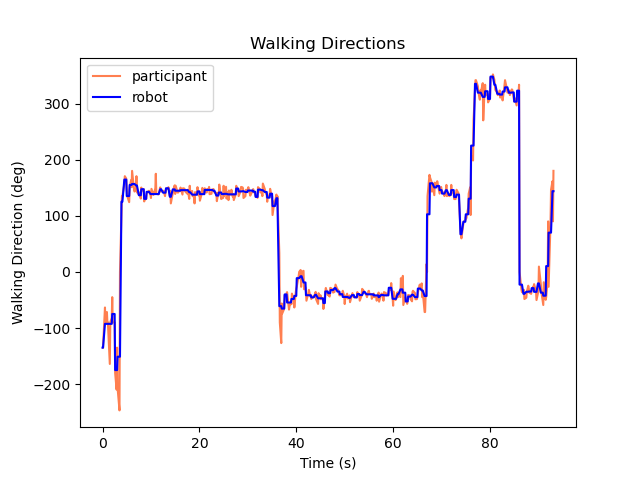 Walking Directions
participant
robot
Walking Direction (deg)
300
200
100
0
−100
−200
0
20
40
60
80
Time (s)